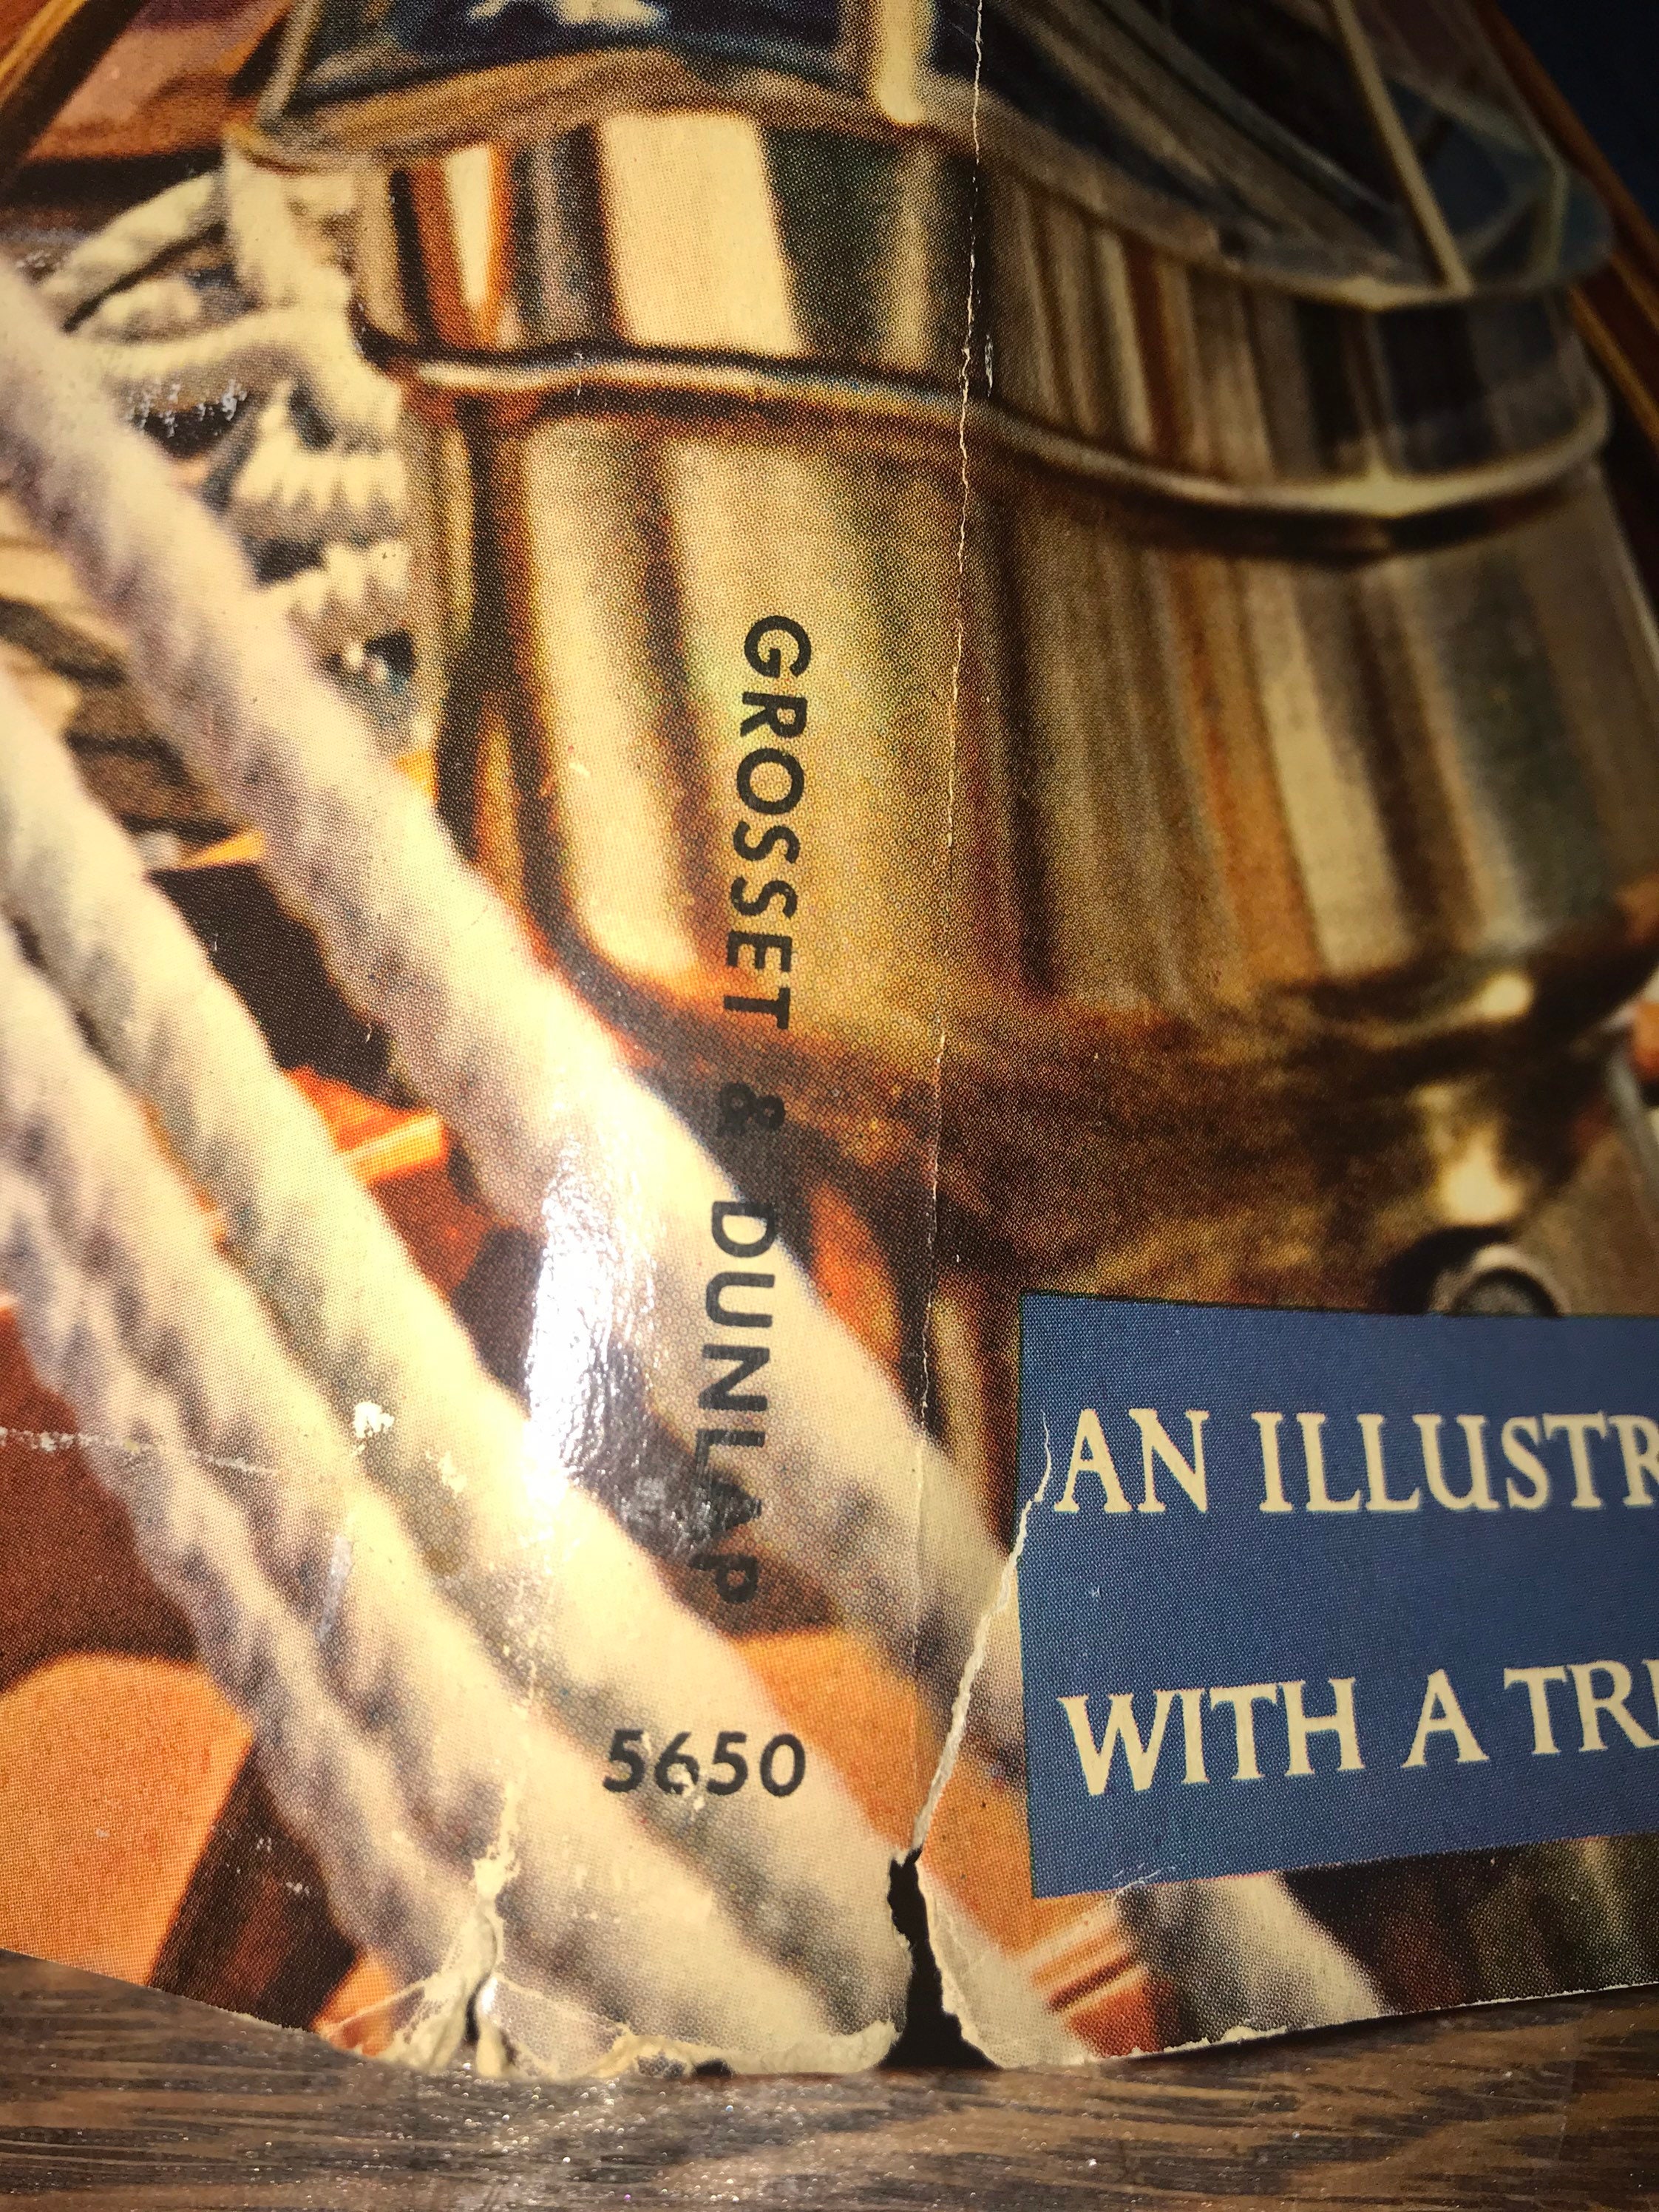 GROSSET & DUNLAP
5650
AN ILLUSTR
WITH A TR